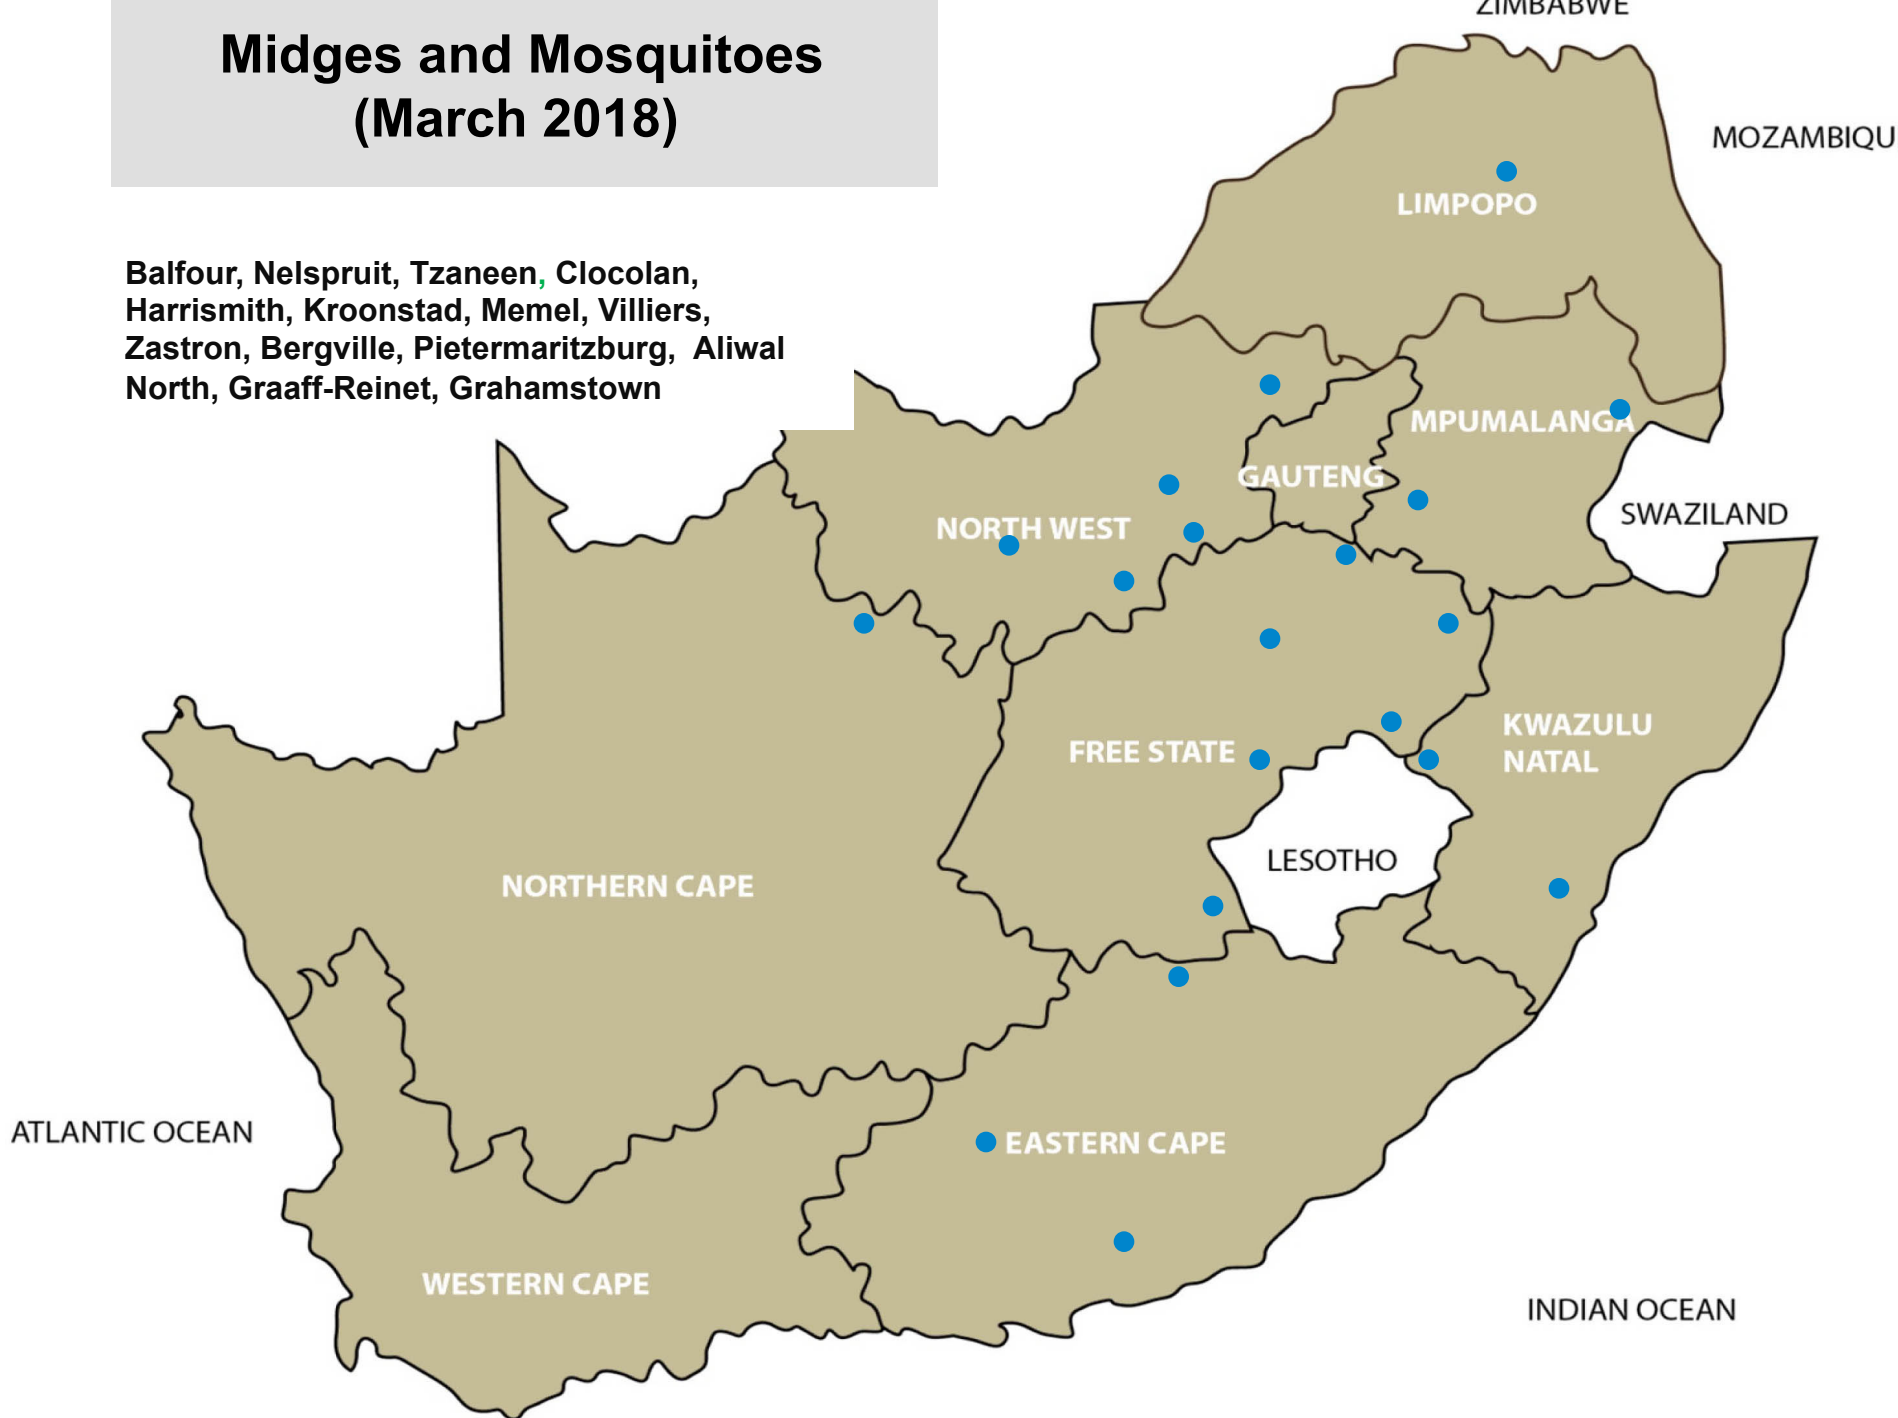 Midges and Mosquitoes
(March 2018)
Balfour, Nelspruit, Tzaneen, Clocolan,
Harrismith, Kroonstad, Memel, Villiers,
Zastron, Bergville, Pietermaritzburg, Aliwal
North, Graaff-Reinet, Grahamstown
ZIMBABWE
MOZAMBIQU
LIMPOPO
MPUMALANGA
GAUTENG
SWAZILAND
NORTH WEST
KWAZULU
NATAL
FREE STATE
LESOTHO
NORTHERN CAPE
ATLANTIC OCEAN
EASTERN CAPE
WESTERN CAPE
INDIAN OCEAN